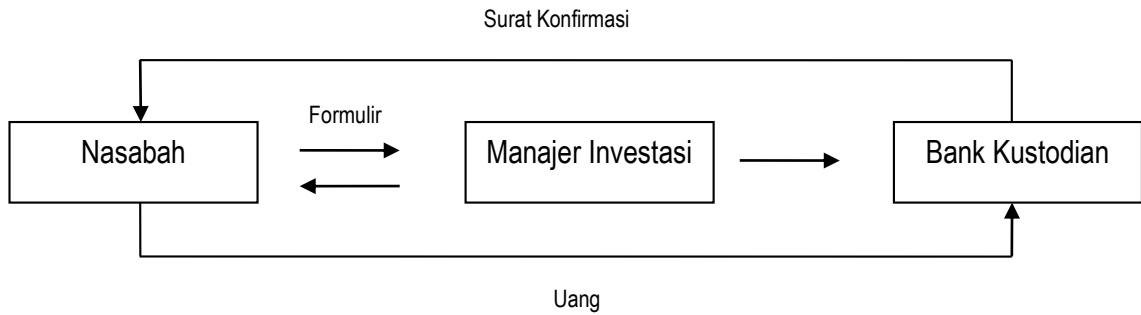 Surat Konfirmasi
Formulir
Nasabah
Manajer Investasi
Bank Kustodian
Uang